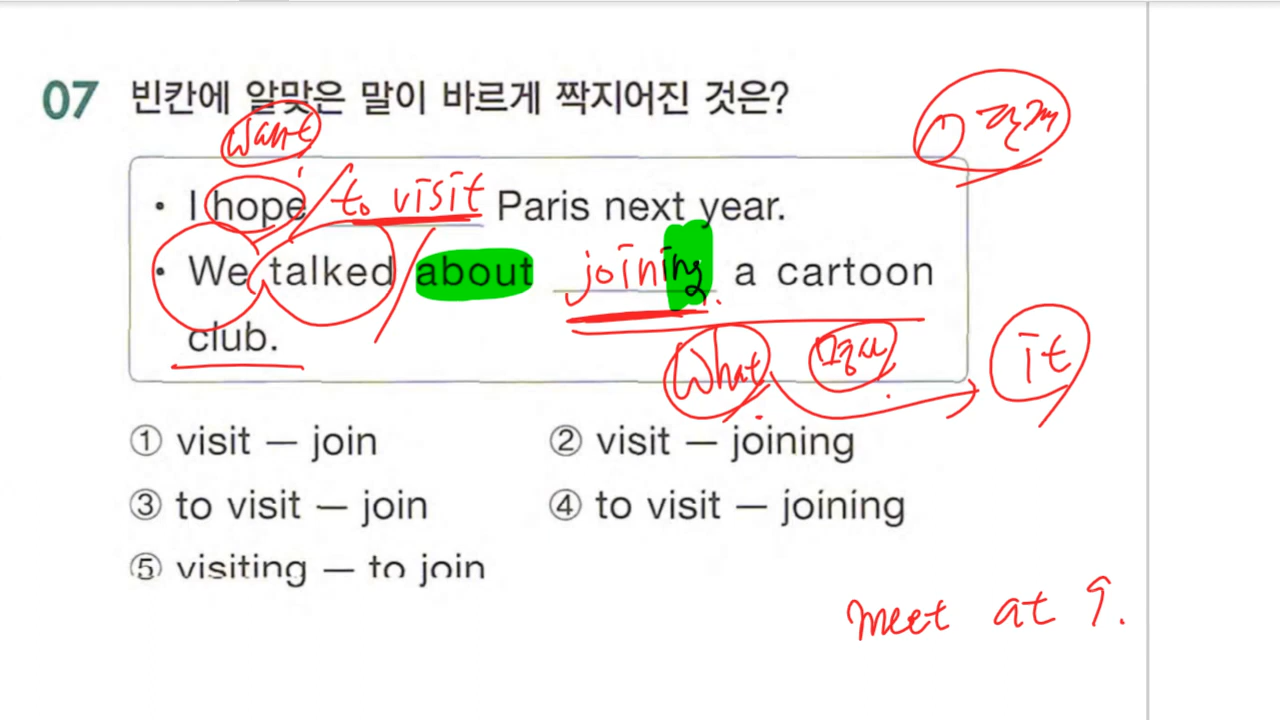 07 빈칸에 알맞은 말이 바르게 짝지어진 것은?
want
• I hope / to visit Paris next year.
• We talked / about joining a cartoon
club.
What
it
① visit — join ② visit — joining
③ to visit — join ④ to visit — joining
⑤ visiting — to join
meet at 9.